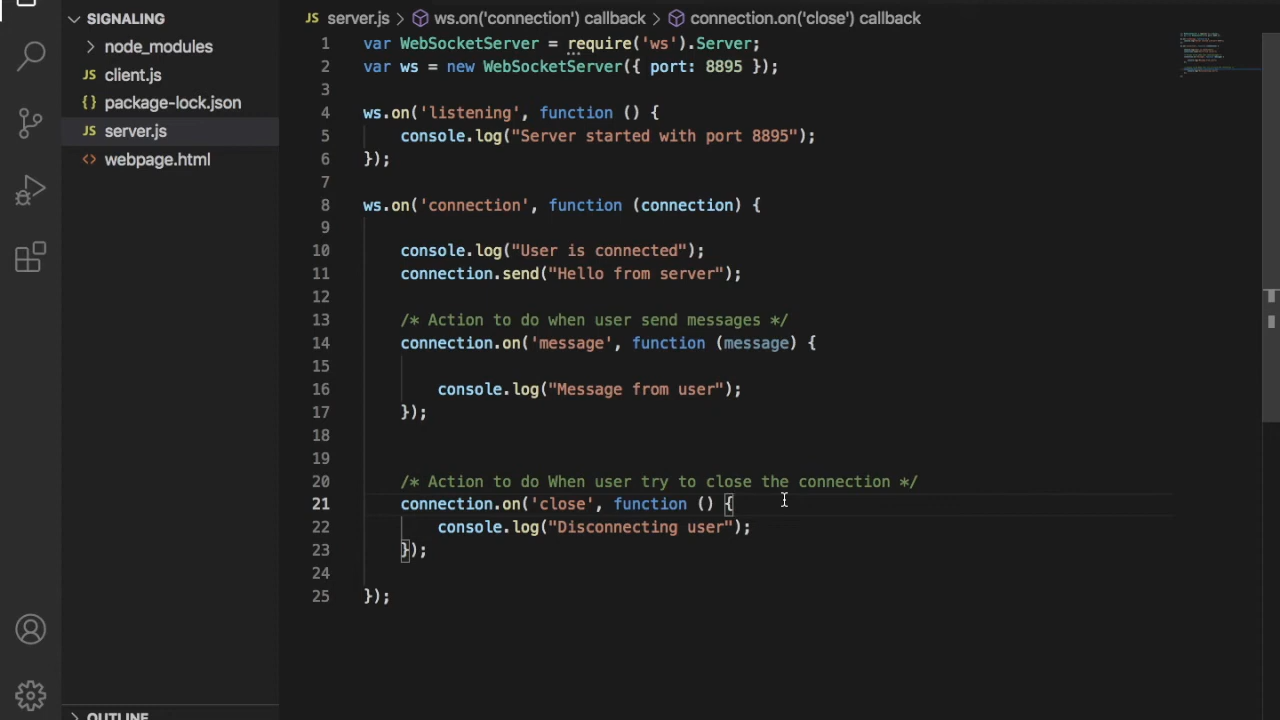 SIGNALING
node_modules
JS client.js
{} package-lock.json
JS server.js
<> webpage.html
OUTLINE
JS server.js > ws.on('connection') callback > connection.on('close') callback
1 var WebSocketServer = require('ws').Server;
2 var ws = new WebSocketServer({ port: 8895 });
3
4 ws.on('listening', function () {
5 console.log("Server started with port 8895");
6 });
7
8 ws.on('connection', function (connection) {
9
10 console.log("User is connected");
11 connection.send("Hello from server");
12
13 /* Action to do when user send messages */
14 connection.on('message', function (message) {
15
16 console.log("Message from user");
17 });
18
19
20 /* Action to do When user try to close the connection */
21 connection.on('close', function () {
22 console.log("Disconnecting user");
23 });
24
25 });